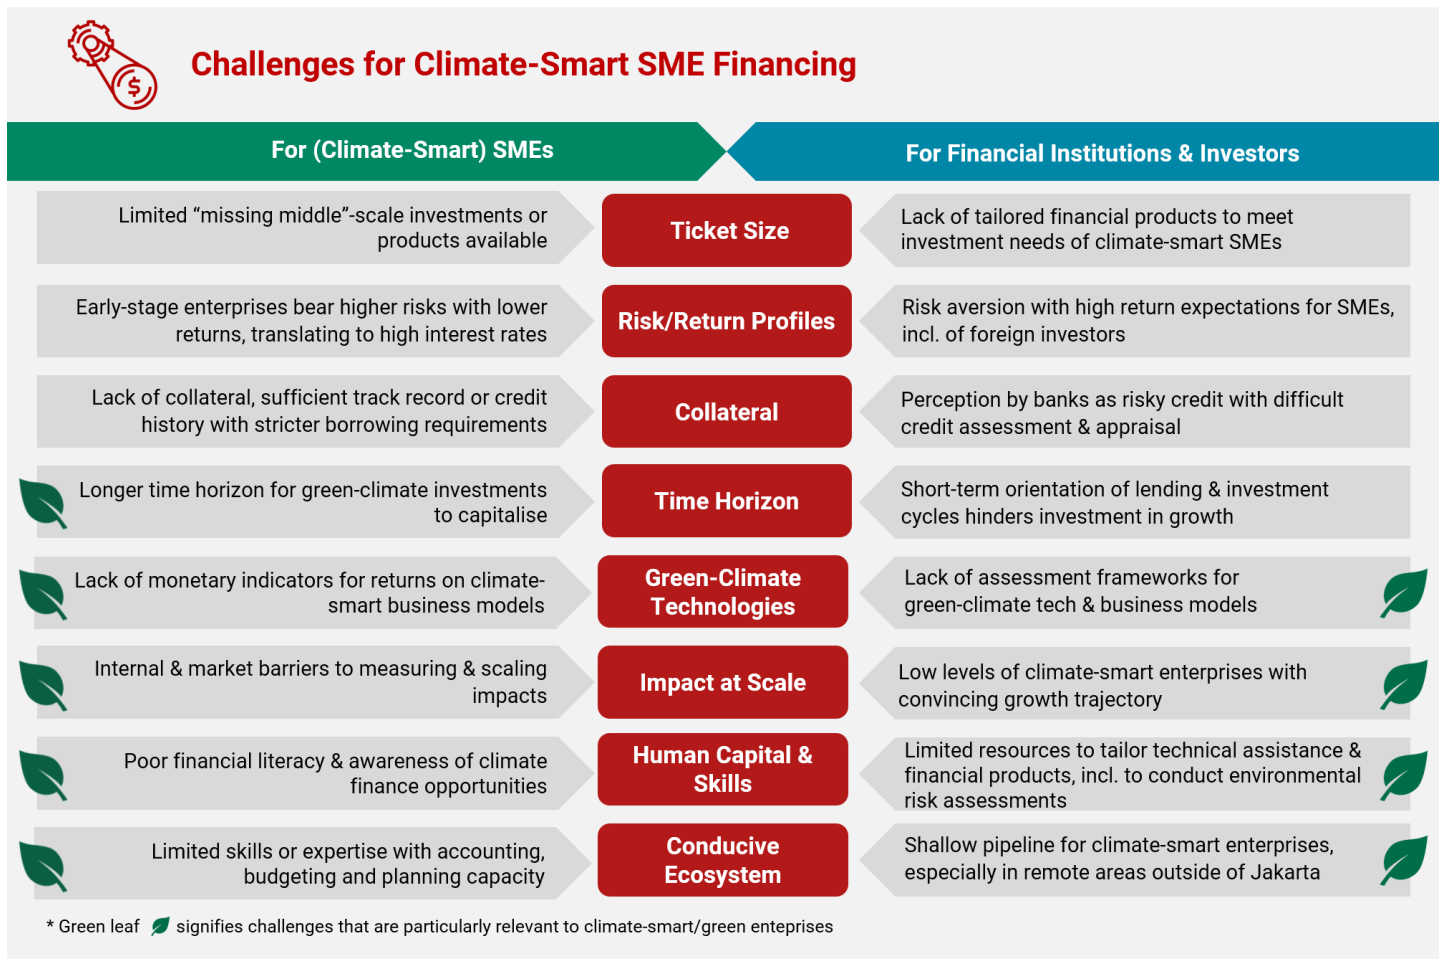 Challenges for Climate-Smart SME Financing
$
For (Climate-Smart) SMEs
For Financial Institutions & Investors
Limited “missing middle”-scale investments or
products available
Ticket Size
Lack of tailored financial products to meet
investment needs of climate-smart SMEs
Early-stage enterprises bear higher risks with lower
returns, translating to high interest rates
Risk/Return Profiles
Risk aversion with high return expectations for SMEs,
incl. of foreign investors
Lack of collateral, sufficient track record or credit
history with stricter borrowing requirements
Collateral
Perception by banks as risky credit with difficult
credit assessment & appraisal
Longer time horizon for green-climate investments
to capitalise
Time Horizon
Short-term orientation of lending & investment
cycles hinders investment in growth
Lack of monetary indicators for returns on climate-
smart business models
Green-Climate
Technologies
Lack of assessment frameworks for
green-climate tech & business models
Internal & market barriers to measuring & scaling
impacts
Impact at Scale
Low levels of climate-smart enterprises with
convincing growth trajectory
Poor financial literacy & awareness of climate
finance opportunities
Human Capital &
Skills
Limited resources to tailor technical assistance &
financial products, incl. to conduct environmental
risk assessments
Limited skills or expertise with accounting,
budgeting and planning capacity
Conducive
Ecosystem
Shallow pipeline for climate-smart enterprises,
especially in remote areas outside of Jakarta
* Green leaf signifies challenges that are particularly relevant to climate-smart/green enteprises